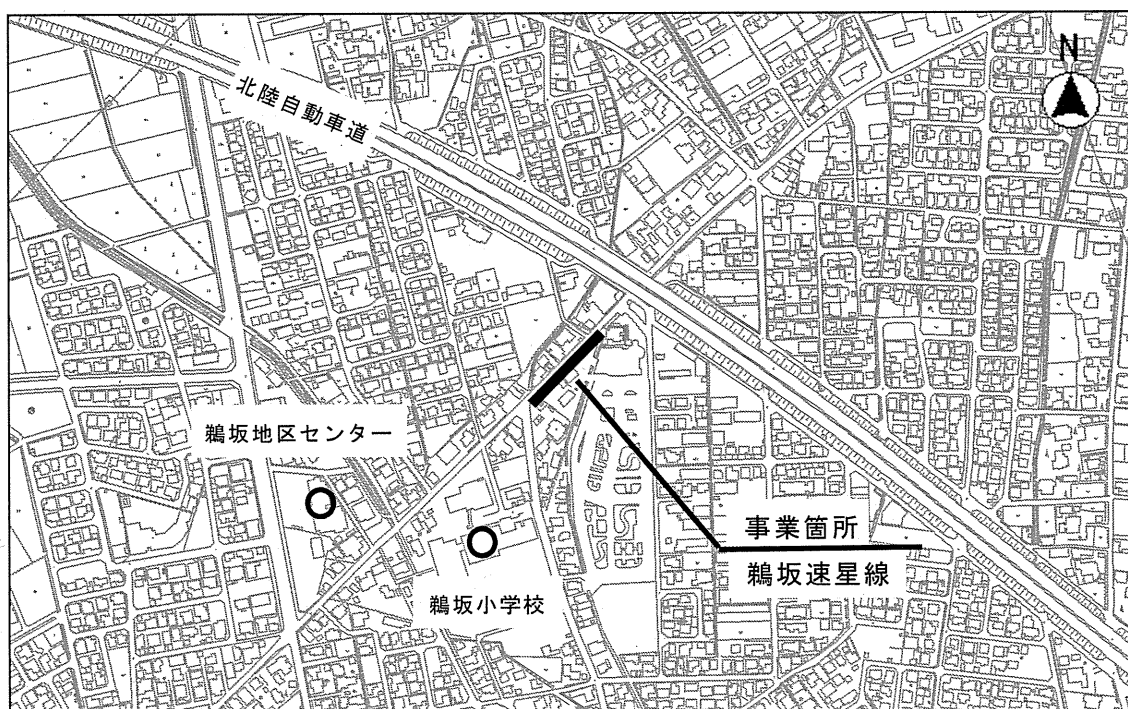 N
北陸自動車道
鵜坂地区センター
事業箇所
鵜坂速星線
鵜坂小学校